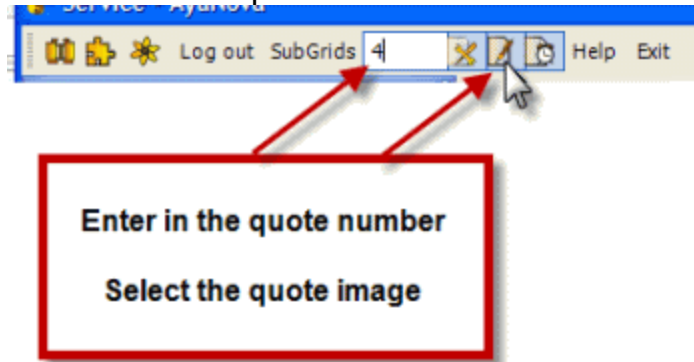 Service - AyaNova
Log out SubGrids 4 Help Exit
Enter in the quote number
Select the quote image